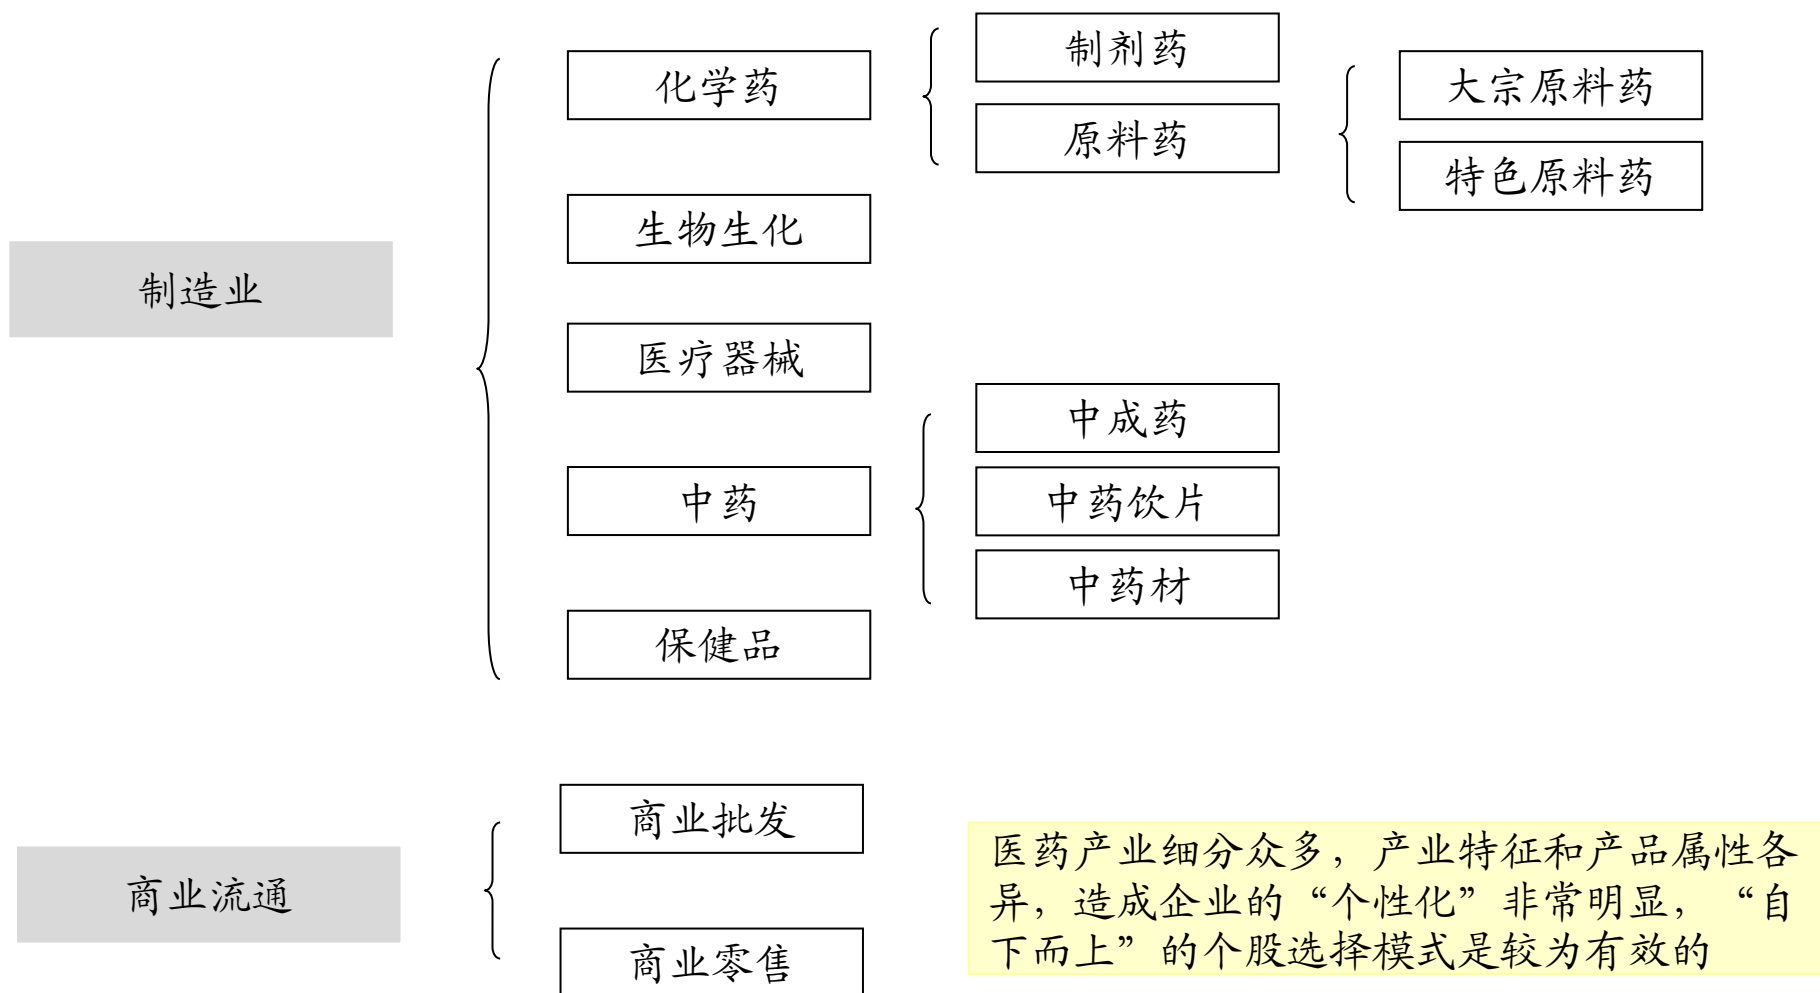 制造业
化学药
制剂药
原料药
大宗原料药
特色原料药
生物生化
医疗器械
中药
中成药
中药饮片
中药材
保健品
商业流通
商业批发
商业零售
医药产业细分众多，产业特征和产品属性各
异，造成企业的“个性化”非常明显，“自
下而上”的个股选择模式是较为有效的